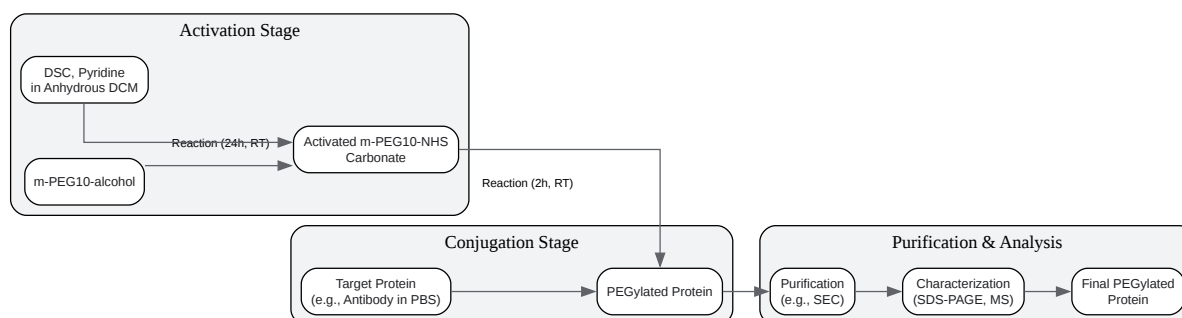 Activation Stage
DSC, Pyridine
in Anhydrous DCM
Reaction (24h, RT)
Activated m-PEG10-NHS
Carbonate
m-PEG10-alcohol
Reaction (2h, RT)
Conjugation Stage
Target Protein
(e.g., Antibody in PBS)
PEGylated Protein
Purification & Analysis
Purification
(e.g., SEC)
Characterization
(SDS-PAGE, MS)
Final PEGylated
Protein